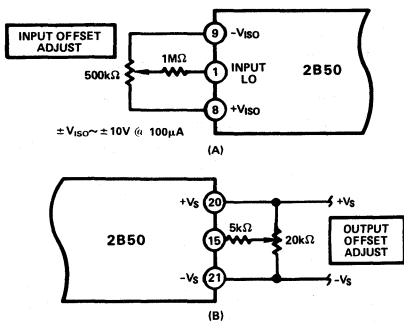 INPUT OFFSET
ADJUST
9 -VISO
500kΩ
1MΩ
1 INPUT
LO
2B50
8 +VISO
±VISO~±10V @ 100μA
(A)
+VS 20
+VS
2B50
15
5kΩ
20kΩ
OUTPUT
OFFSET
ADJUST
-VS 21
-VS
(B)